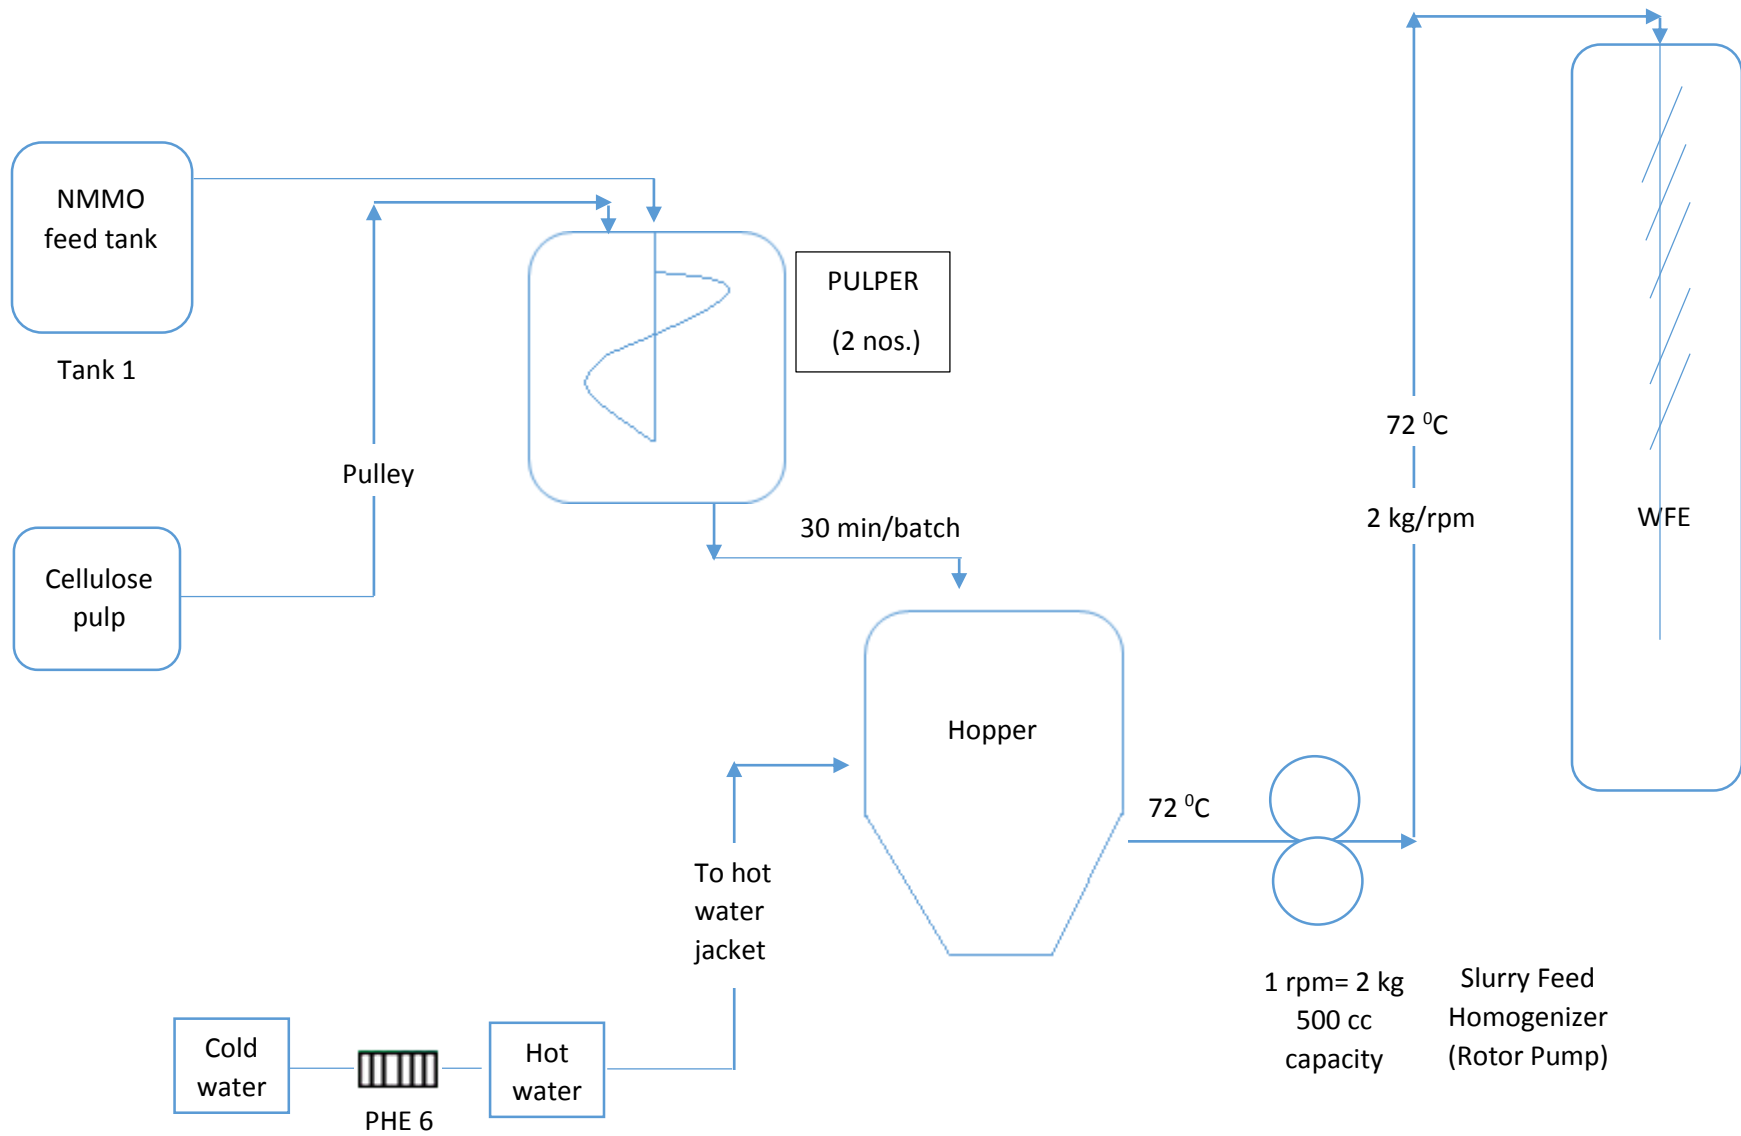 NMMO
feed tank
Tank 1
PULPER
(2 nos.)
Pulley
30 min/batch
Cellulose
pulp
Hopper
72 ⁰C
2 kg/rpm
WFE
72 ⁰C
To hot
water
jacket
1 rpm= 2 kg
500 cc
capacity
Slurry Feed
Homogenizer
(Rotor Pump)
Cold
water
PHE 6
Hot
water